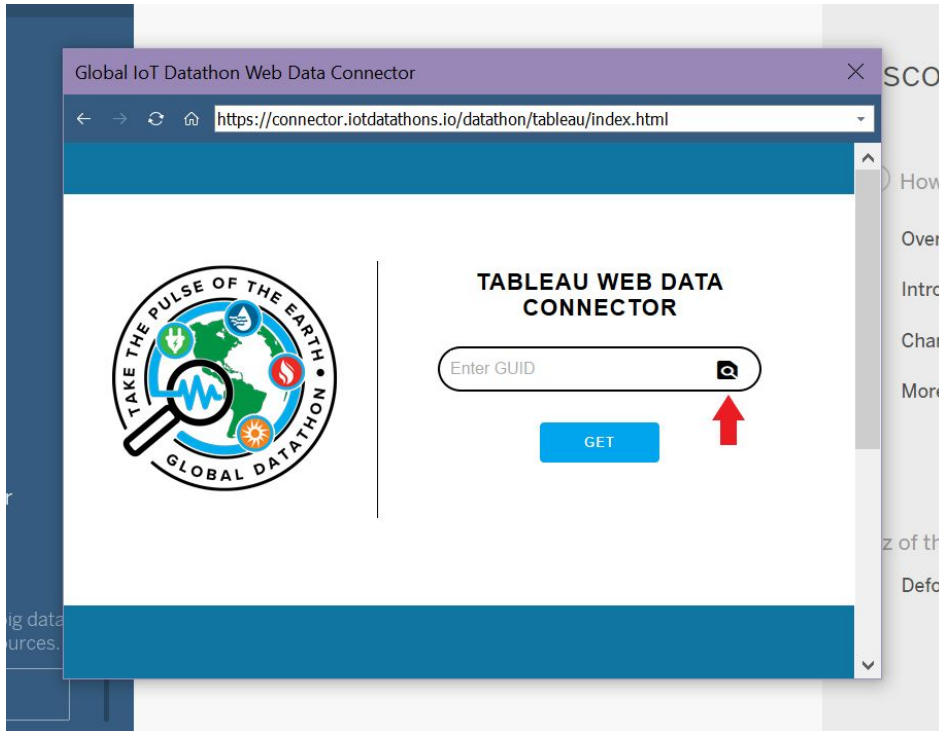 Global IoT Datathon Web Data Connector
https://connector.iotdatathons.io/datathon/tableau/index.html
TAKE THE PULSE OF THE EARTH •
GLOBAL DATATHON
TABLEAU WEB DATA
CONNECTOR
Enter GUID
GET
r
ig data
urces.
sco
How
Over
Intro
Char
More
z of th
Defo